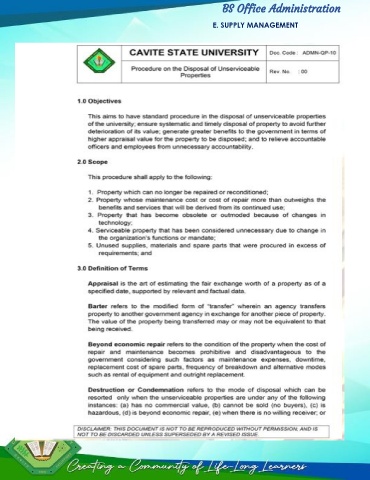 BS Office Administration
E. SUPPLY MANAGEMENT
CAVITE STATE UNIVERSITY
Doc. Code : ADMN-QP-10
Procedure on the Disposal of Unserviceable
Properties
Rev. No. : 00
1.0 Objectives
This aims to have standard procedure in the disposal of unserviceable properties
of the university; ensure systematic and timely disposal of property to avoid further
deterioration of its value; generate greater benefits to the government in terms of
higher appraisal value for the property to be disposed; and to relieve accountable
officers and employees from unnecessary accountability.
2.0 Scope
This procedure shall apply to the following:
1. Property which can no longer be repaired or reconditioned;
2. Property whose maintenance cost or cost of repair more than outweighs the
benefits and services that will be derived from its continued use;
3. Property that has become obsolete or outmoded because of changes in
technology;
4. Serviceable property that has been considered unnecessary due to change in
the organization's functions or mandate;
5. Unused supplies, materials and spare parts that were procured in excess of
requirements; and
3.0 Definition of Terms
Appraisal is the art of estimating the fair exchange worth of a property as of a
specified date, supported by relevant and factual data.
Barter refers to the modified form of "transfer" wherein an agency transfers
property to another government agency in exchange for another piece of property.
The value of the property being transferred may or may not be equivalent to that
being received.
Beyond economic repair refers to the condition of the property when the cost of
repair and maintenance becomes prohibitive and disadvantageous to the
government considering such factors as maintenance expenses, downtime,
replacement cost of spare parts, frequency of breakdown and alternative modes
such as rental of equipment and outright replacement.
Destruction or Condemnation refers to the mode of disposal which can be
resorted only when the unserviceable properties are under any of the following
instances: (a) has no commercial value, (b) cannot be sold (no buyers), (c) is
hazardous, (d) is beyond economic repair, (e) when there is no willing receiver; or
DISCLAIMER: THIS DOCUMENT IS NOT TO BE REPRODUCED WITHOUT PERMISSION, AND IS
NOT TO BE DISCARDED UNLESS SUPERSEDED BY A REVISED ISSUE.
Creating a Community of Life-Long Learners